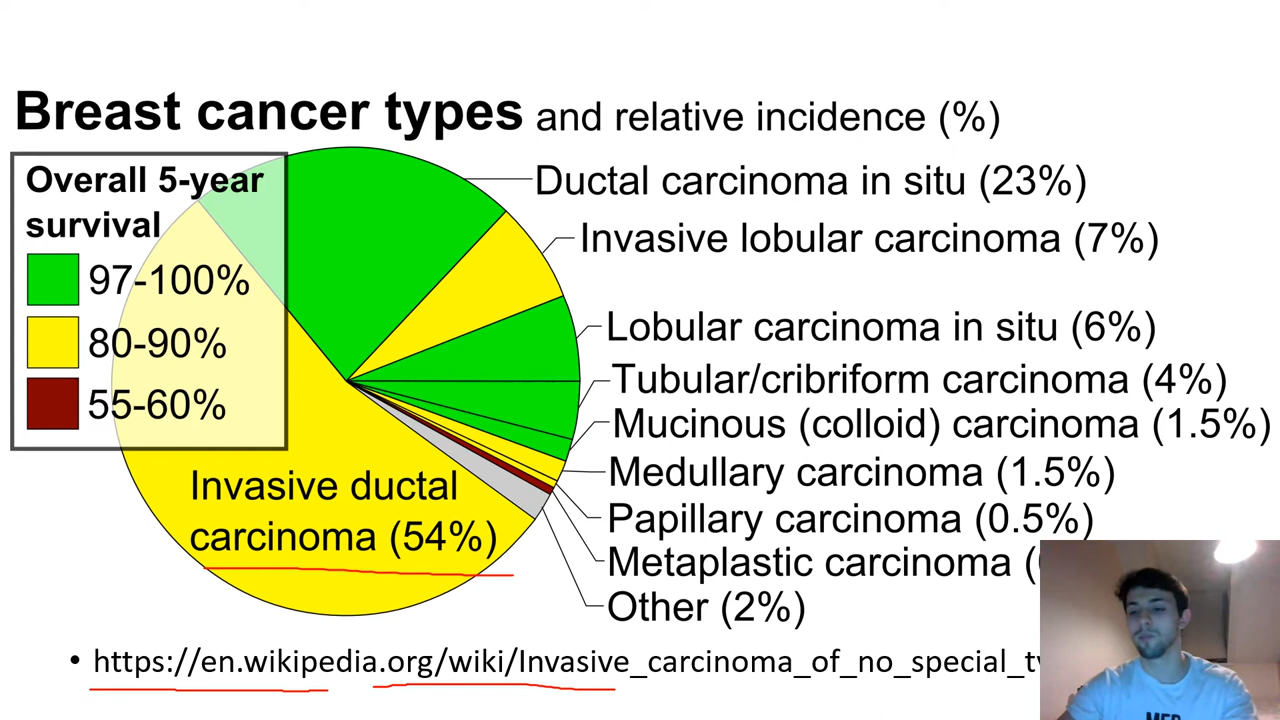 Breast cancer types and relative incidence (%)
Overall 5-year
survival
97-100%
80-90%
55-60%
Ductal carcinoma in situ (23%)
Invasive lobular carcinoma (7%)
Lobular carcinoma in situ (6%)
Tubular/cribriform carcinoma (4%)
Mucinous (colloid) carcinoma (1.5%)
Medullary carcinoma (1.5%)
Papillary carcinoma (0.5%)
Metaplastic carcinoma
Other (2%)
Invasive ductal
carcinoma (54%)
• https://en.wikipedia.org/wiki/Invasive_carcinoma_of_no_special_